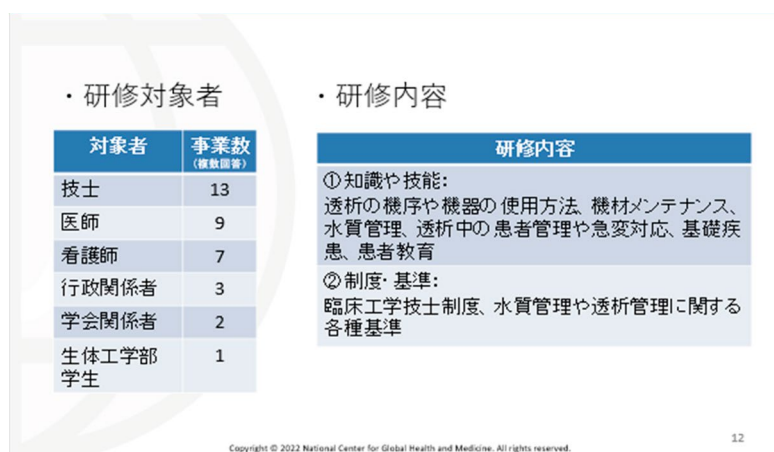 ・研修対象者
対象者 事業数
(複数回答)
技士 13
医師 9
看護師 7
行政関係者 3
学会関係者 2
生体工学部 1
学生
・研修内容
研修内容
①知識や技能:
透析の機序や機器の使用方法、機材メンテナンス、
水質管理、透析中の患者管理や急変対応、基礎疾
患、患者教育
②制度・基準:
臨床工学技士制度、水質管理や透析管理に関する
各種基準
12
Copyright © 2022 National Center for Global Health and Medicine. All rights reserved.